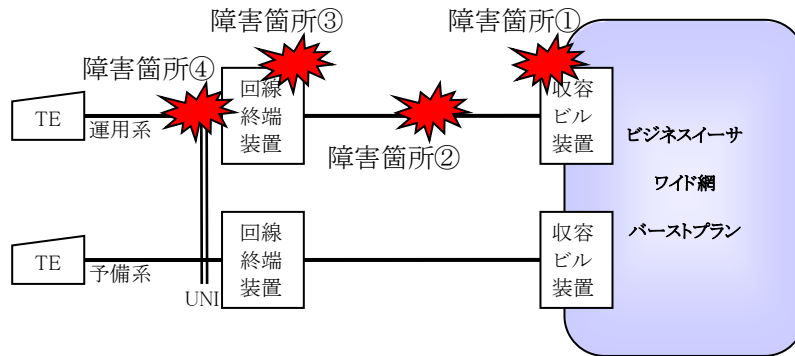 障害箇所③
障害箇所①
障害箇所④
回線
終端
装置
収容
ビル
装置
TE
運用系
障害箇所②
ビジネスイーサ
ワイド網
バーストプラン
回線
終端
装置
収容
ビル
装置
TE
予備系
UNI